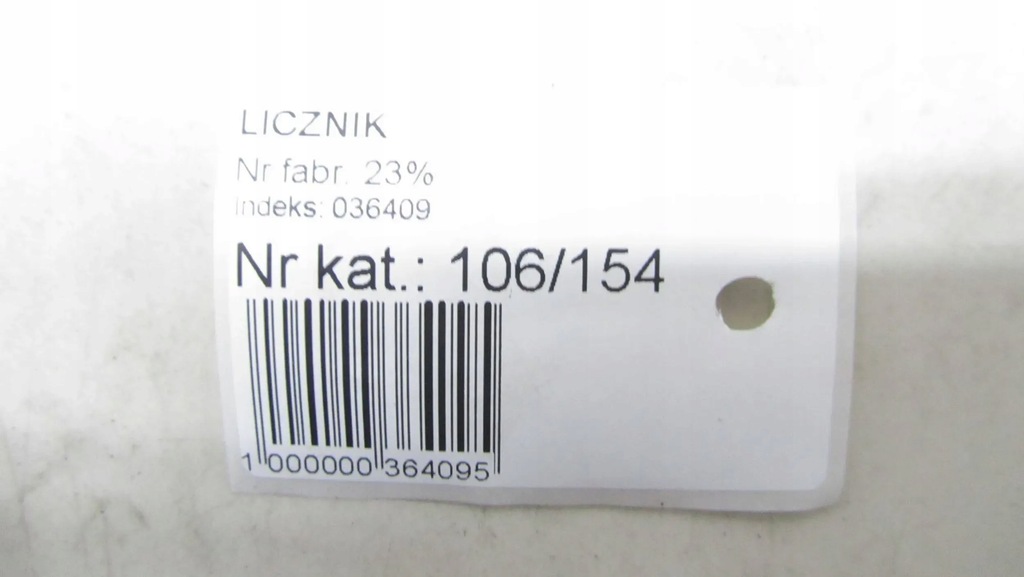 LICZNIK
Nr fabr. 23%
Indeks: 036409
Nr kat.: 106/154
1 000000 364095